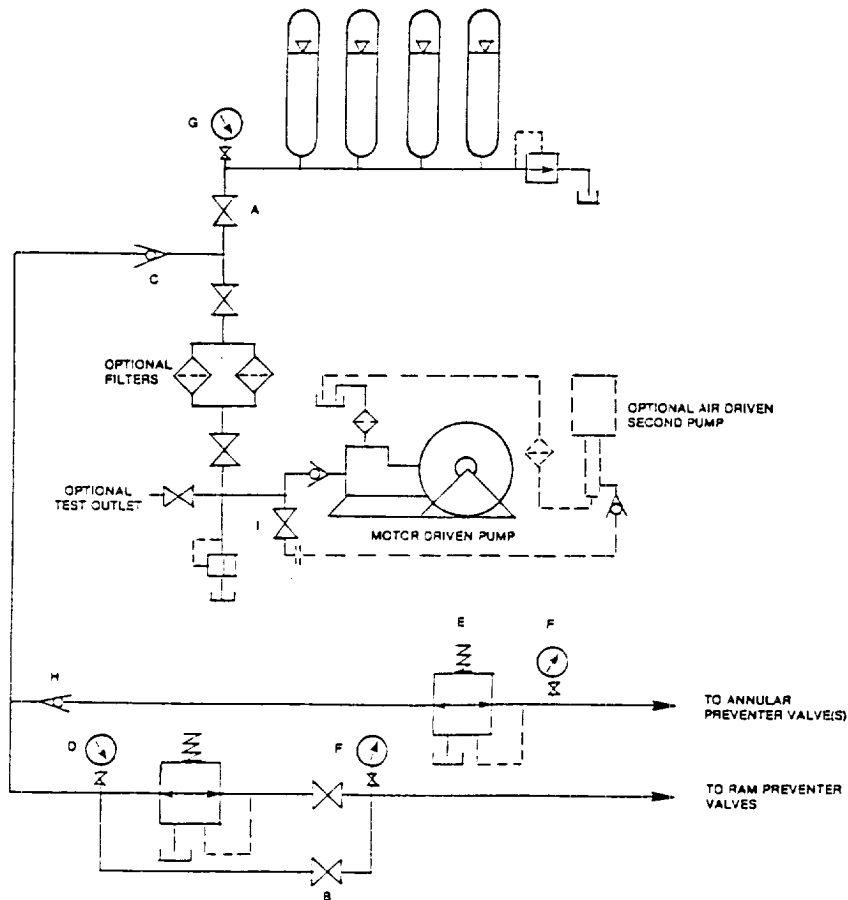 G
A
C
OPTIONAL
FILTERS
OPTIONAL AIR DRIVEN
SECOND PUMP
OPTIONAL
TEST OUTLET
I
MOTOR DRIVEN PUMP
E
F
H
TO ANNULAR
PREVENTER VALVE(S)
D
F
TO RAM PREVENTER
VALVES
B